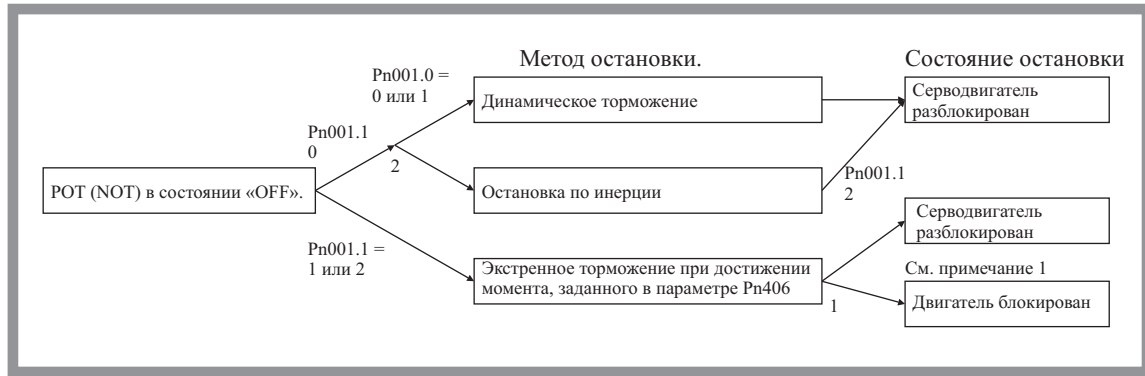 Метод остановки.
Состояние остановки
Pn001.0 =
0 или 1
Динамическое торможение
Серводвигатель
разблокирован
Pn001.1
0
2
POT (NOT) в состоянии «OFF».
Остановка по инерции
Pn001.1
2
Серводвигатель
разблокирован
Pn001.1 =
1 или 2
Экстренное торможение при достижении
момента, заданного в параметре Pn406
1
См. примечание 1
Двигатель блокирован